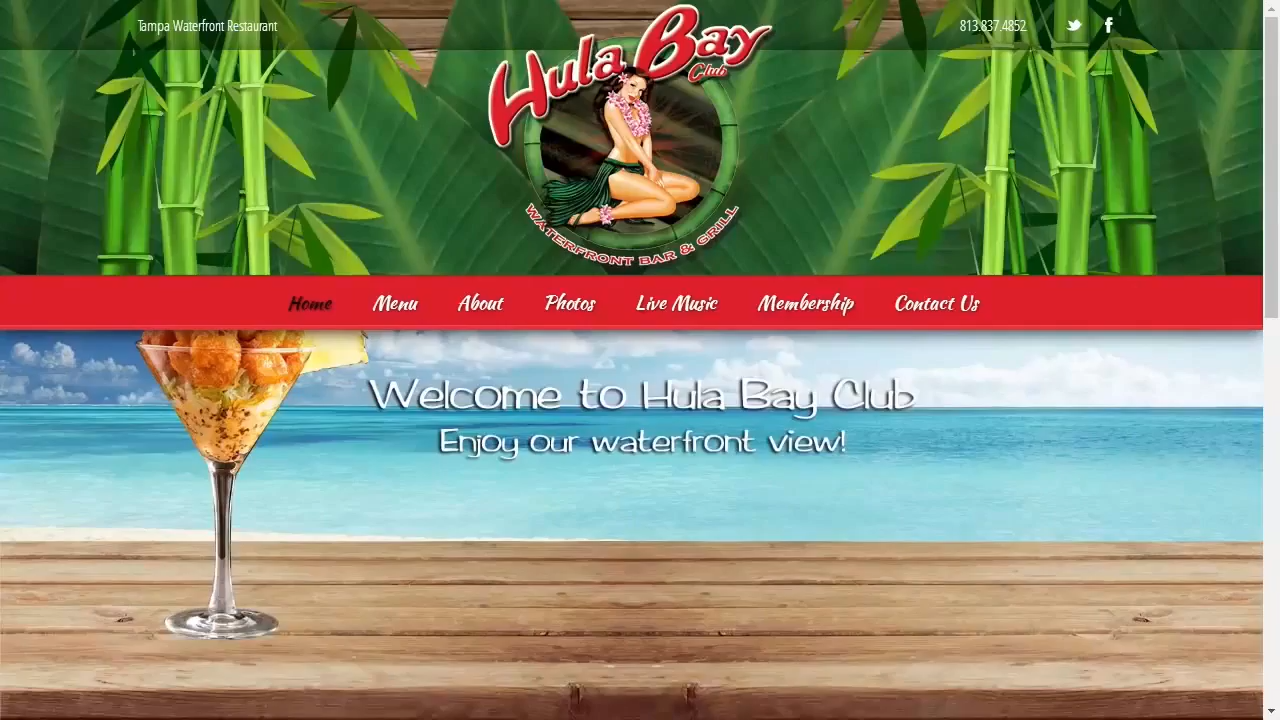 Tampa Waterfront Restaurant
813.837.4852
Hula Bay
Club
WATERFRONT BAR & GRILL
Home Menu About Photos Live Music Membership Contact Us
Welcome to Hula Bay Club
Enjoy our waterfront view!